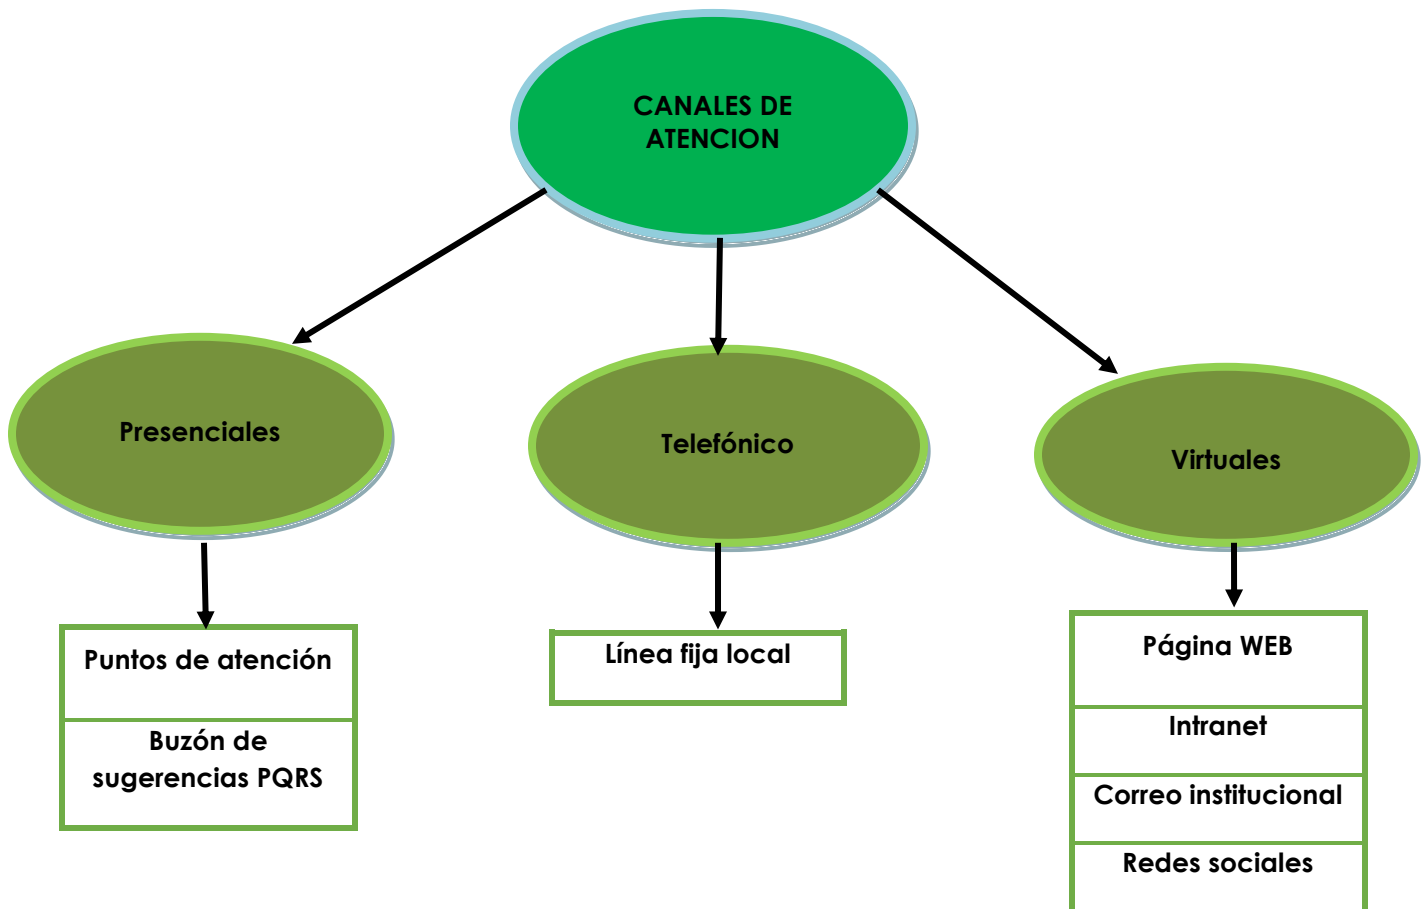 CANALES DE
ATENCION
Presenciales
Telefónico
Virtuales
Puntos de atención
Buzón de
sugerencias PQRS
Línea fija local
Página WEB
Intranet
Correo institucional
Redes sociales